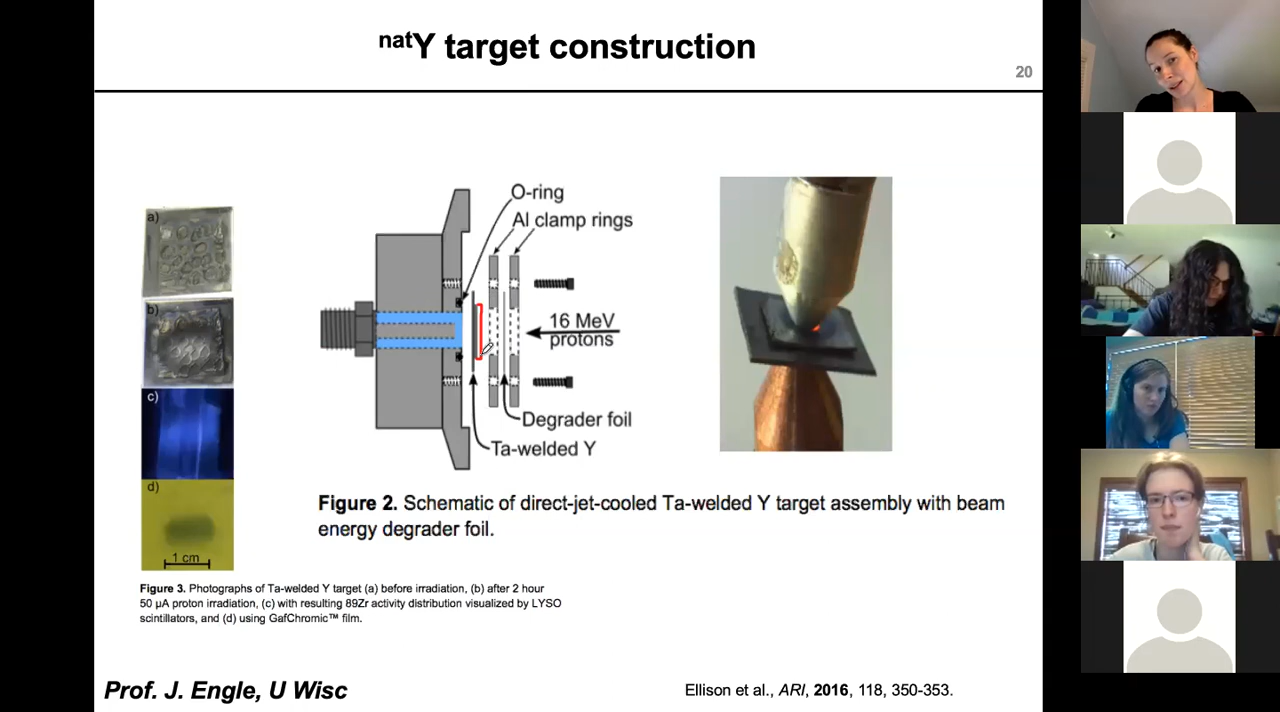 natY target construction
20
a)
b)
c)
d)
1 cm
O-ring
Al clamp rings
16 MeV
protons
Degrader foil
Ta-welded Y
Figure 2. Schematic of direct-jet-cooled Ta-welded Y target assembly with beam
energy degrader foil.
Figure 3. Photographs of Ta-welded Y target (a) before irradiation, (b) after 2 hour
50 µA proton irradiation, (c) with resulting 89Zr activity distribution visualized by LYSO
scintillators, and (d) using GafChromic™ film.
Prof. J. Engle, U Wisc
Ellison et al., ARI, 2016, 118, 350-353.